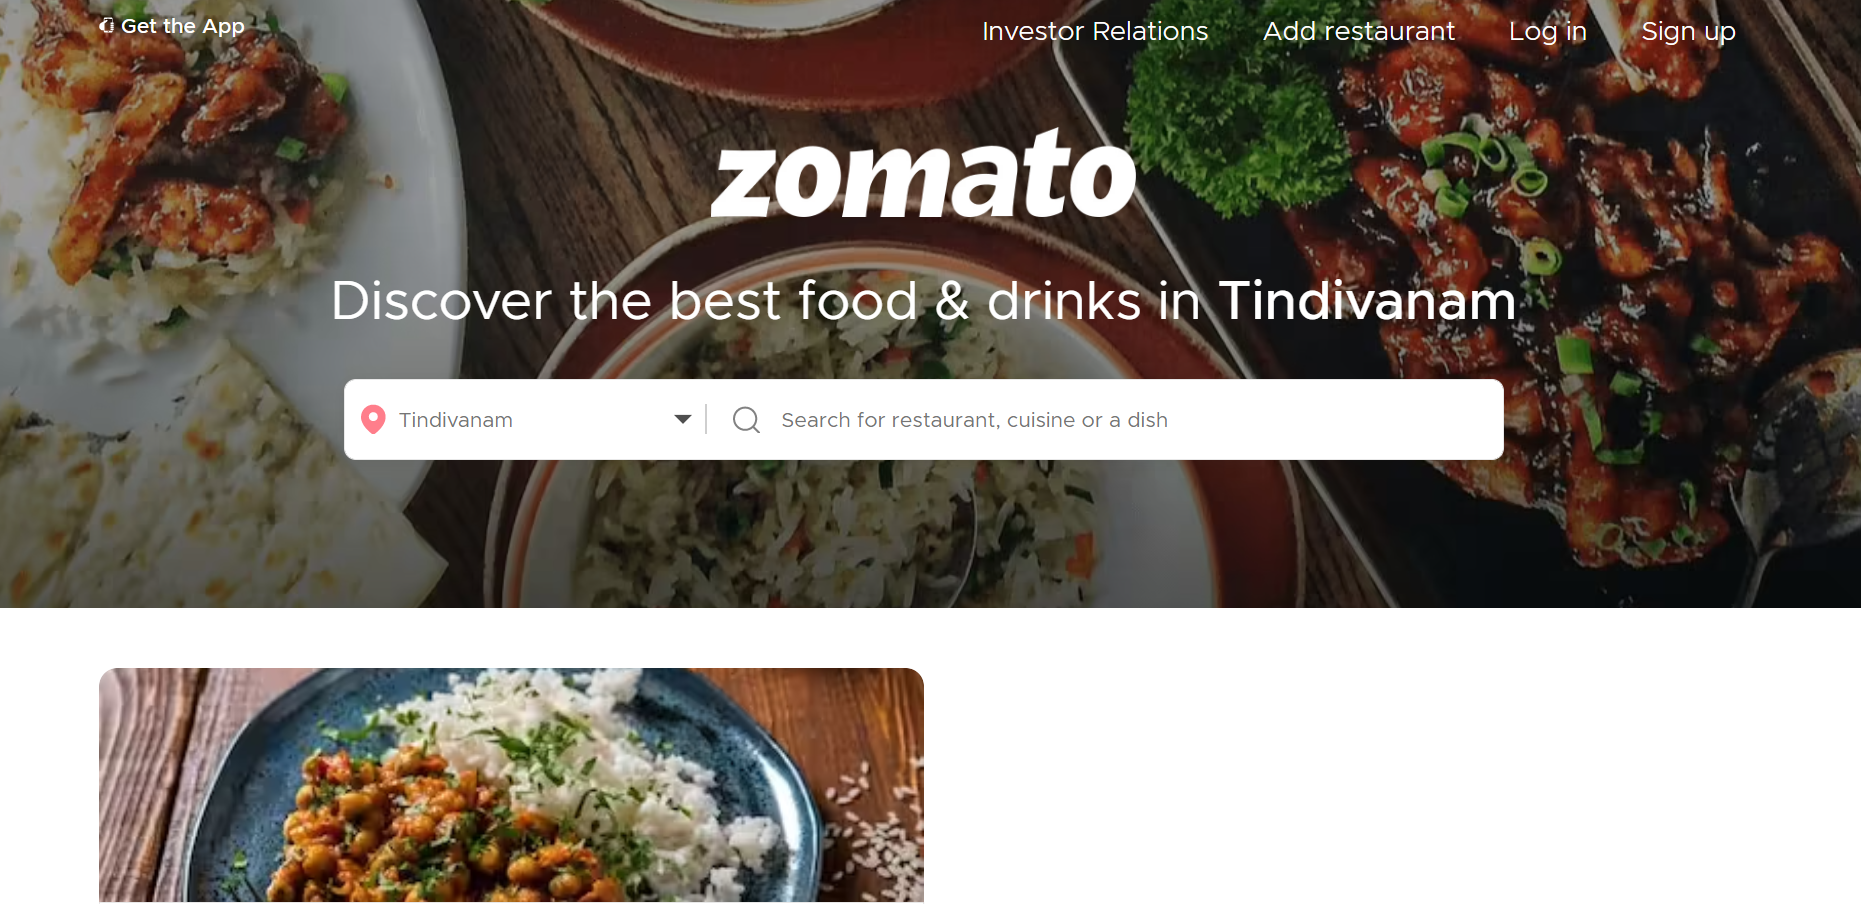 Get the App
Investor Relations
Add restaurant
Log in
Sign up
zomato
Discover the best food & drinks in Tindivanam
Tindivanam
Search for restaurant, cuisine or a dish